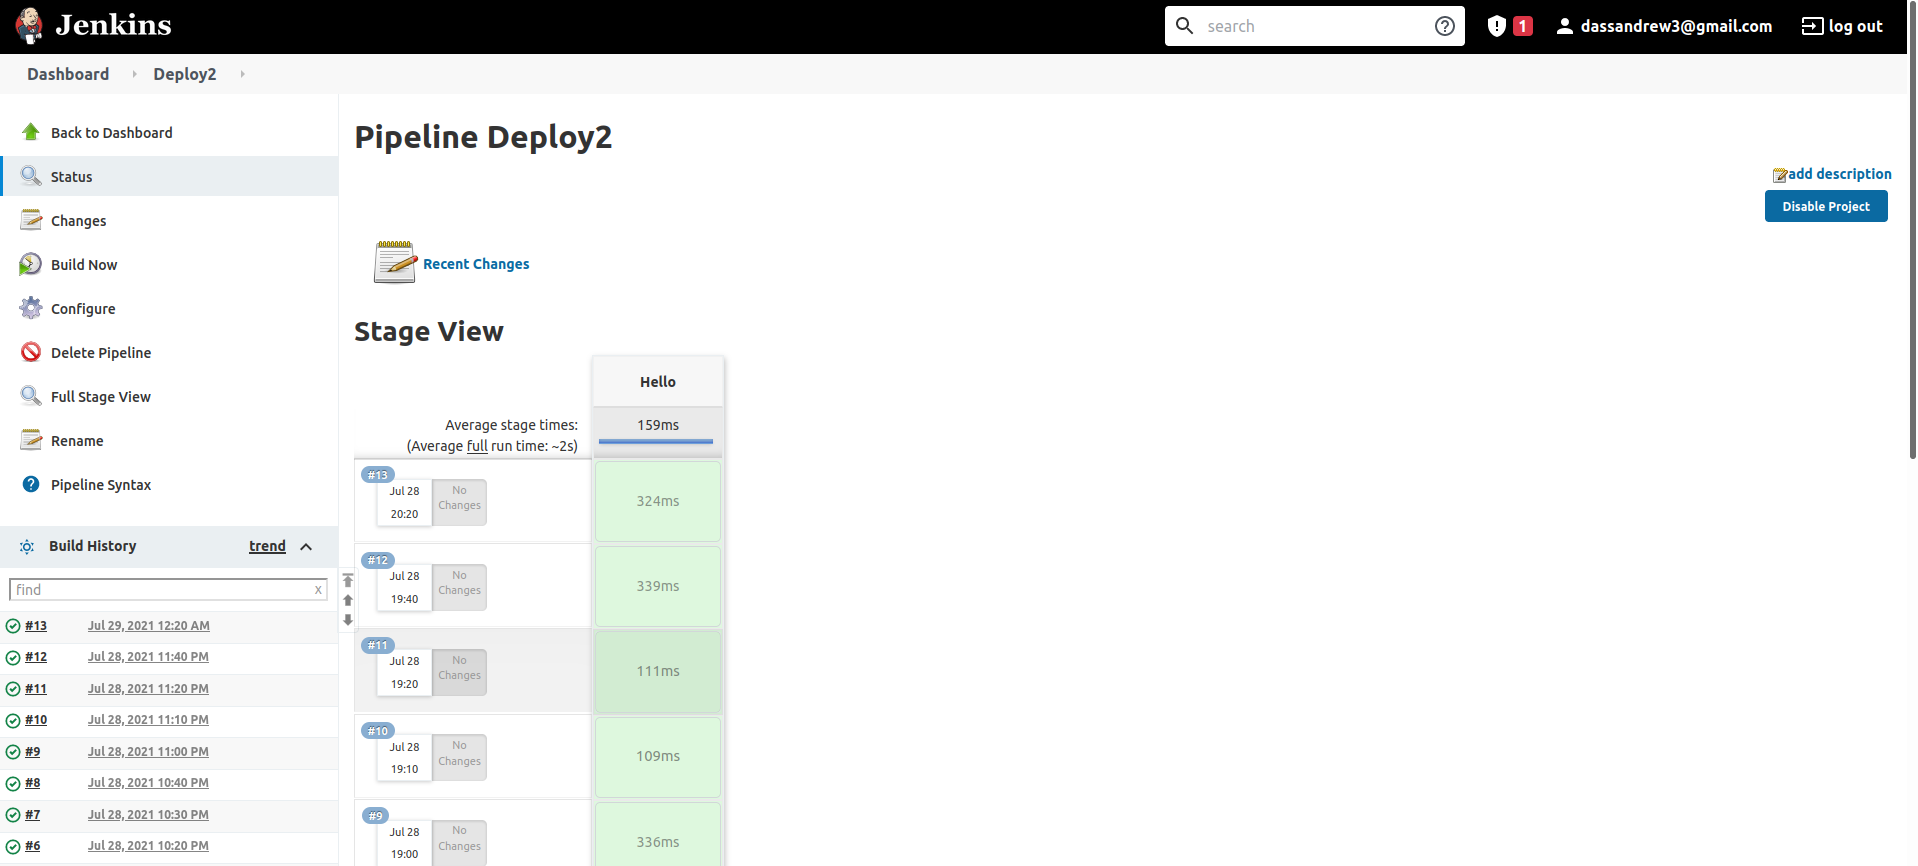 Jenkins
search
1
dassandrew3@gmail.com
log out
Dashboard
Deploy2
Back to Dashboard
Status
Changes
Build Now
Configure
Delete Pipeline
Full Stage View
Rename
Pipeline Syntax
Build History trend
find x
#13 Jul 29, 2021 12:20 AM
#12 Jul 28, 2021 11:40 PM
#11 Jul 28, 2021 11:20 PM
#10 Jul 28, 2021 11:10 PM
#9 Jul 28, 2021 11:00 PM
#8 Jul 28, 2021 10:40 PM
#7 Jul 28, 2021 10:30 PM
#6 Jul 28, 2021 10:20 PM
Pipeline Deploy2
add description
Disable Project
Recent Changes
Stage View
Hello
Average stage times: 159ms
(Average full run time: ~2s)
#13
Jul 28 No
20:20 Changes
324ms
#12
Jul 28 No
19:40 Changes
339ms
#11
Jul 28 No
19:20 Changes
111ms
#10
Jul 28 No
19:10 Changes
109ms
#9
Jul 28 No
19:00 Changes
336ms